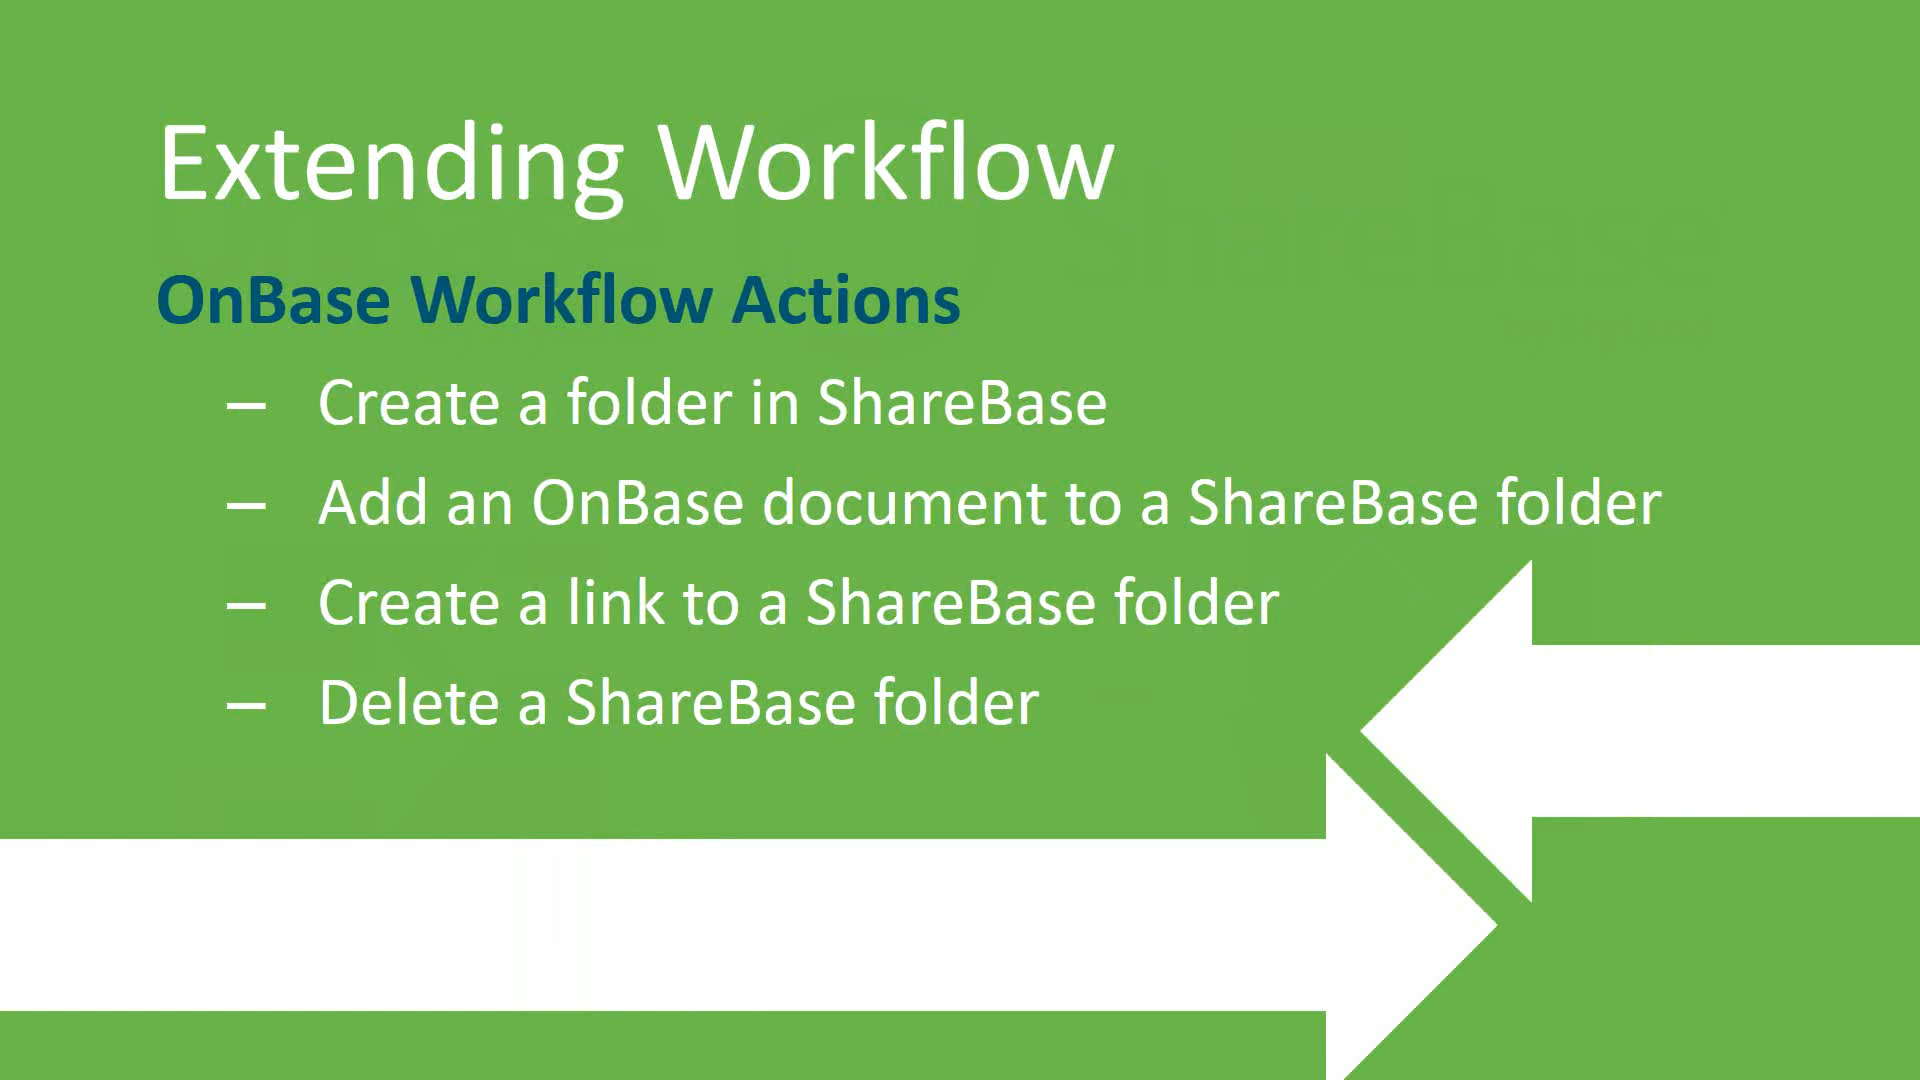 Extending Workflow
OnBase Workflow Actions
– Create a folder in ShareBase
– Add an OnBase document to a ShareBase folder
– Create a link to a ShareBase folder
– Delete a ShareBase folder